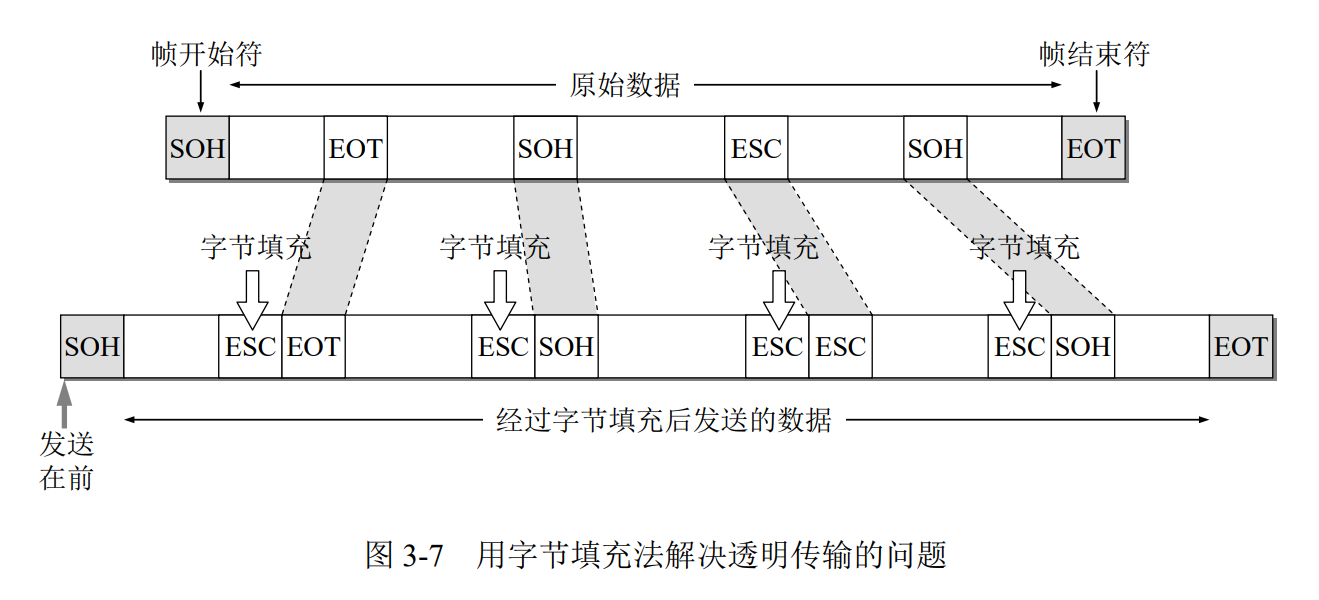 帧开始符 帧结束符
原始数据
SOH EOT SOH ESC SOH EOT
字节填充 字节填充 字节填充 字节填充
SOH ESC EOT ESC SOH ESC ESC ESC SOH EOT
经过字节填充后发送的数据
发送
在前
图 3-7 用字节填充法解决透明传输的问题